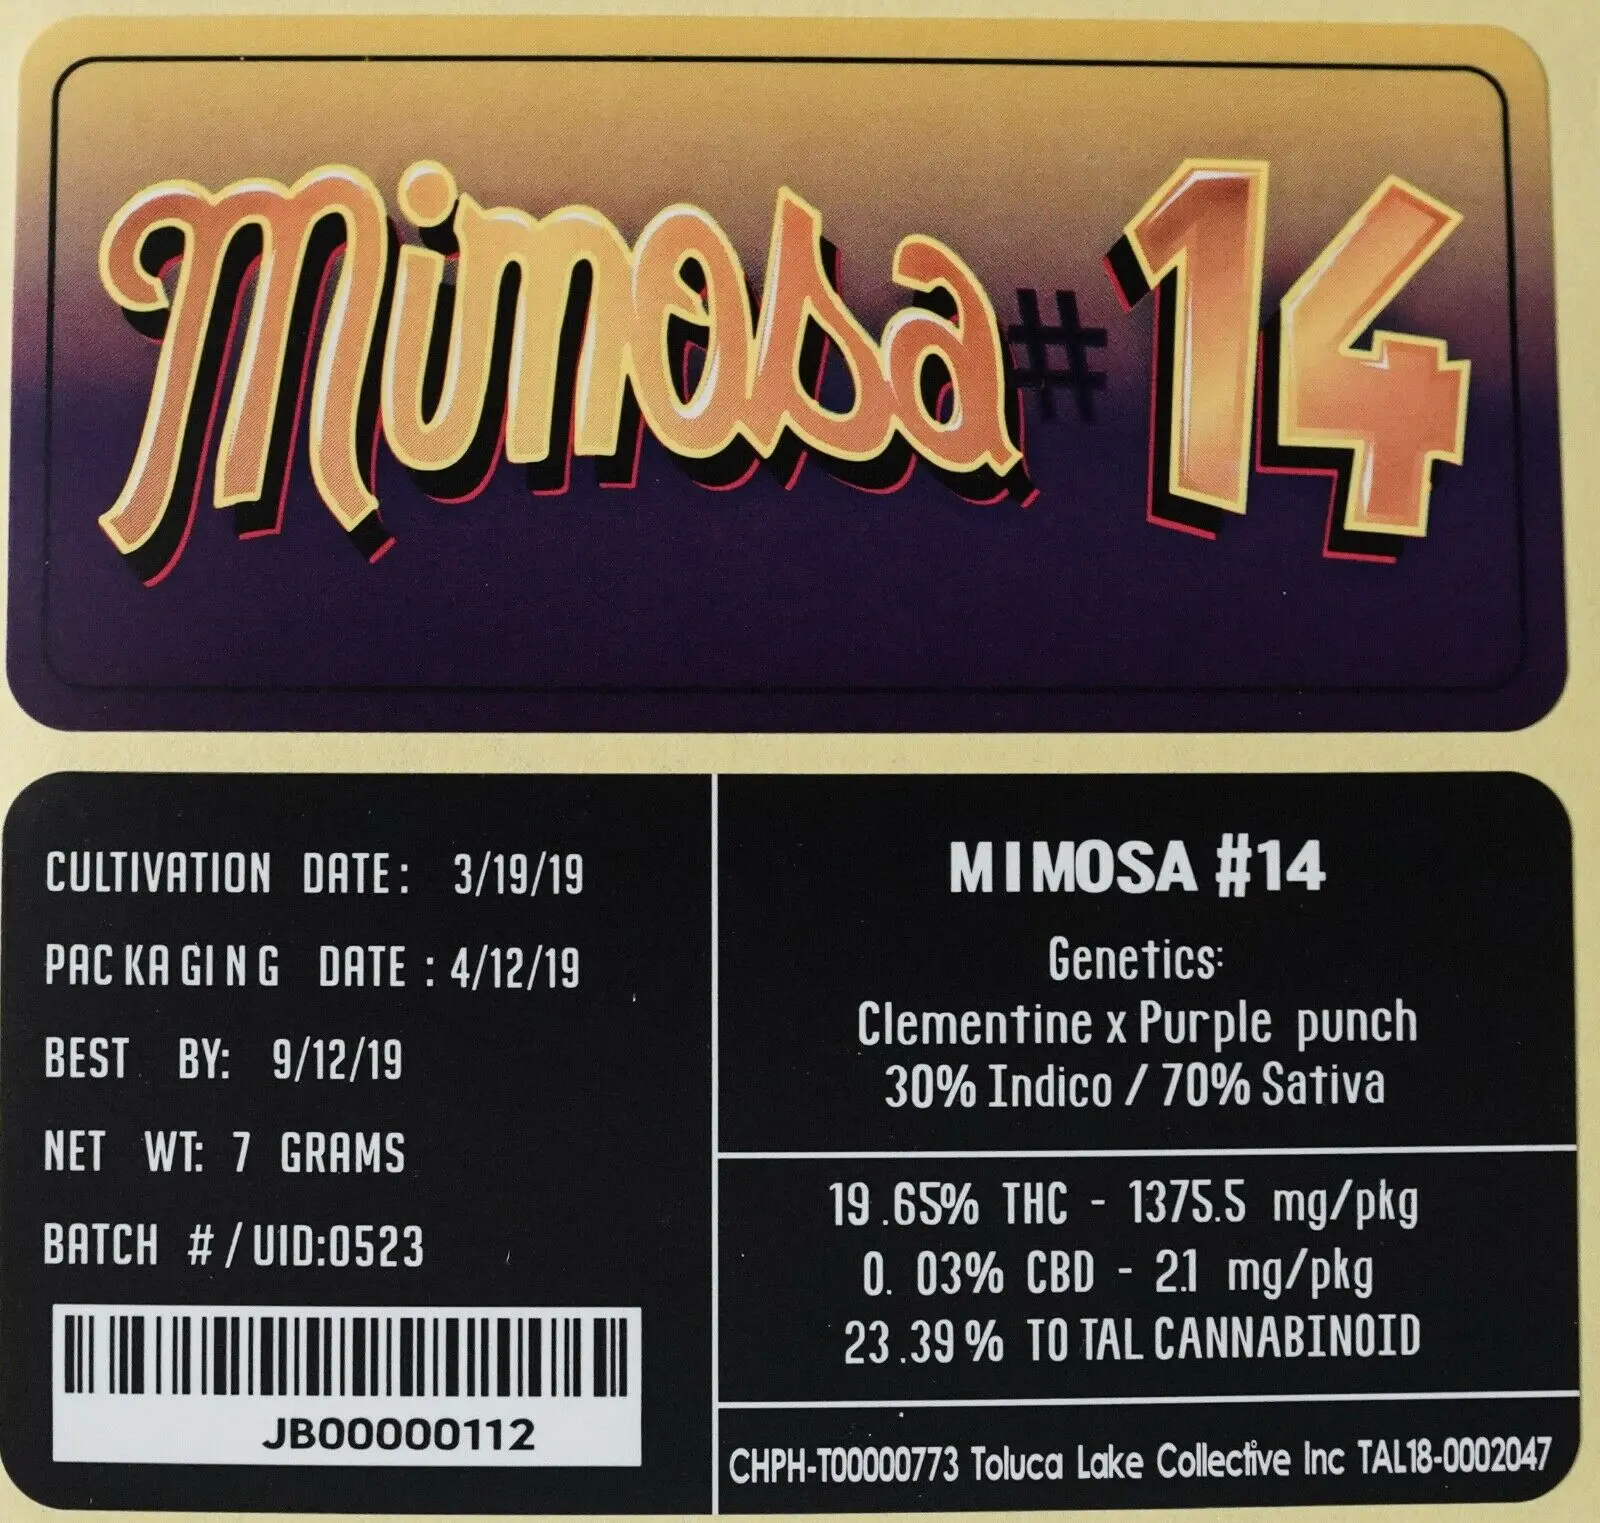 Mimosa #14
CULTIVATION DATE: 3/19/19
PACKAGING DATE: 4/12/19
BEST BY: 9/12/19
NET WT: 7 GRAMS
BATCH #/UID:0523
JB00000112
MIMOSA #14
Genetics:
Clementine x Purple punch
30% Indico / 70% Sativa
19.65% THC - 1375.5 mg/pkg
0.03% CBD - 2.1 mg/pkg
23.39% TOTAL CANNABINOID
CHPH-T00000773 Toluca Lake Collective Inc TAL18-0002047